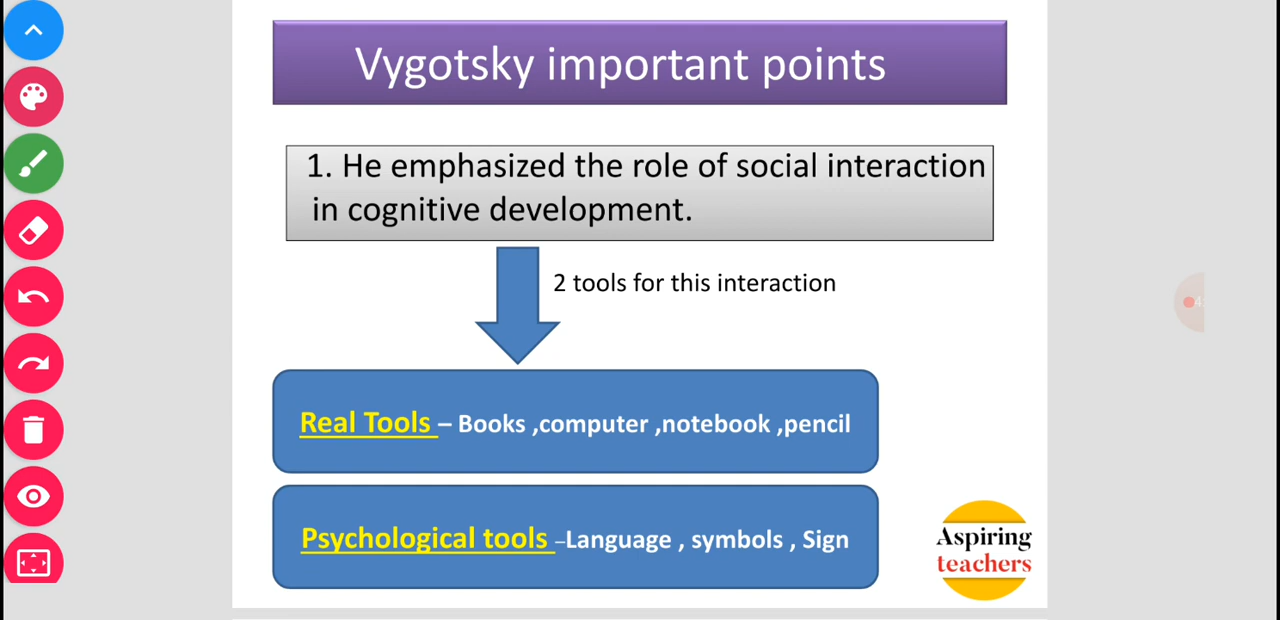 Vygotsky important points
1. He emphasized the role of social interaction
in cognitive development.
2 tools for this interaction
Real Tools – Books ,computer ,notebook ,pencil
Psychological tools –Language , symbols , Sign
Aspiring
teachers